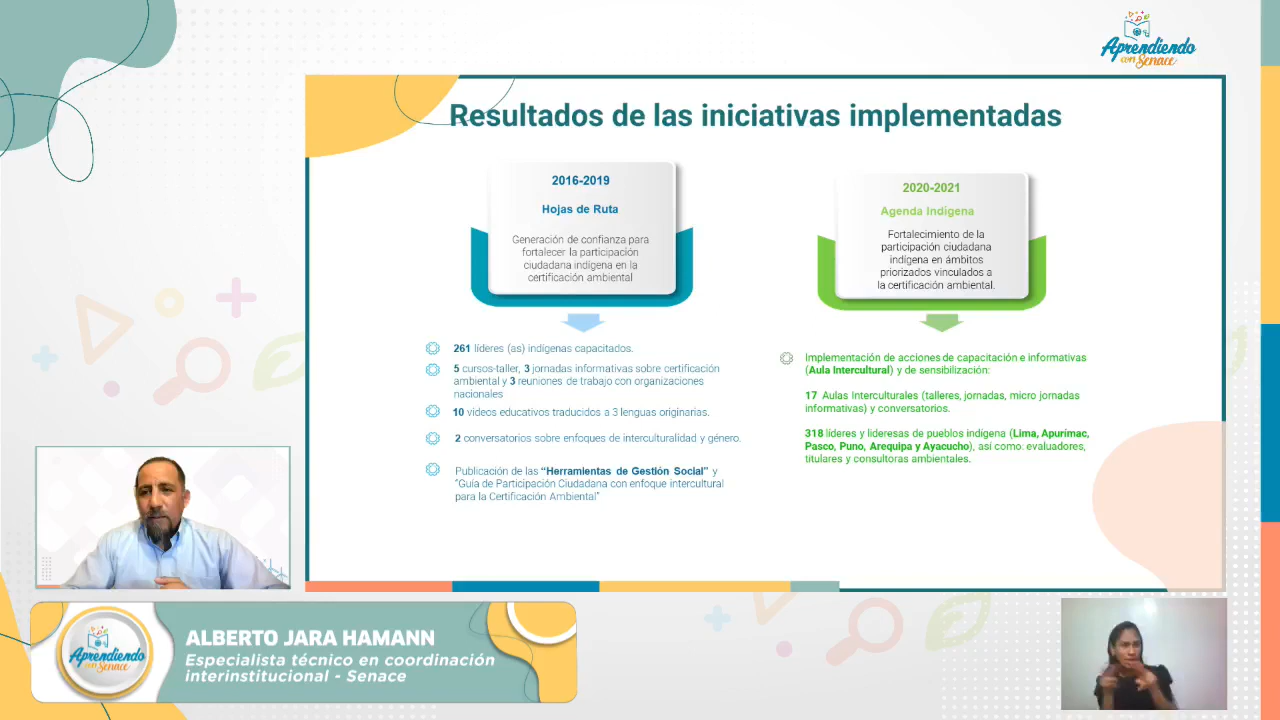 Aprendiendo
con Senace
Resultados de las iniciativas implementadas
2016-2019
Hojas de Ruta
Generación de confianza para
fortalecer la participación
ciudadana indígena en la
certificación ambiental
261 líderes (as) indígenas capacitados.
5 cursos-taller, 3 jornadas informativas sobre certificación
ambiental y 3 reuniones de trabajo con organizaciones
nacionales
10 videos educativos traducidos a 3 lenguas originarias.
2 conversatorios sobre enfoques de interculturalidad y género.
Publicación de las “Herramientas de Gestión Social” y
“Guía de Participación Ciudadana con enfoque intercultural
para la Certificación Ambiental”
2020-2021
Agenda Indígena
Fortalecimiento de la
participación ciudadana
indígena en ámbitos
priorizados vinculados a
la certificación ambiental.
Implementación de acciones de capacitación e informativas
(Aula Intercultural) y de sensibilización:
17 Aulas Interculturales (talleres, jornadas, micro jornadas
informativas) y conversatorios.
318 líderes y lideresas de pueblos indígena (Lima, Apurímac,
Pasco, Puno, Arequipa y Ayacucho), así como: evaluadores,
titulares y consultoras ambientales.
Aprendiendo
con Senace
ALBERTO JARA HAMANN
Especialista técnico en coordinación
interinstitucional - Senace